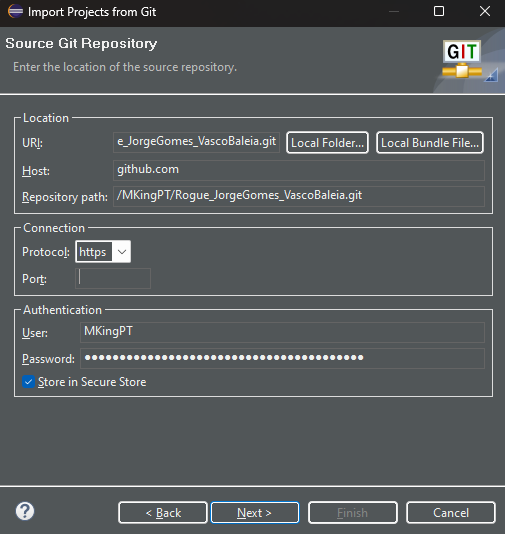 Import Projects from Git
Source Git Repository
Enter the location of the source repository.
GIT
Location
URI: e_JorgeGomes_VascoBaleia.git Local Folder... Local Bundle File...
Host: github.com
Repository path: /MKingPT/Rogue_JorgeGomes_VascoBaleia.git
Connection
Protocol: https
Port:
Authentication
User: MKingPT
Password: ●●●●●●●●●●●●●●●●●●●●●●●●●●●●●●●●●●●●●●●●
Store in Secure Store
? < Back Next > Finish Cancel